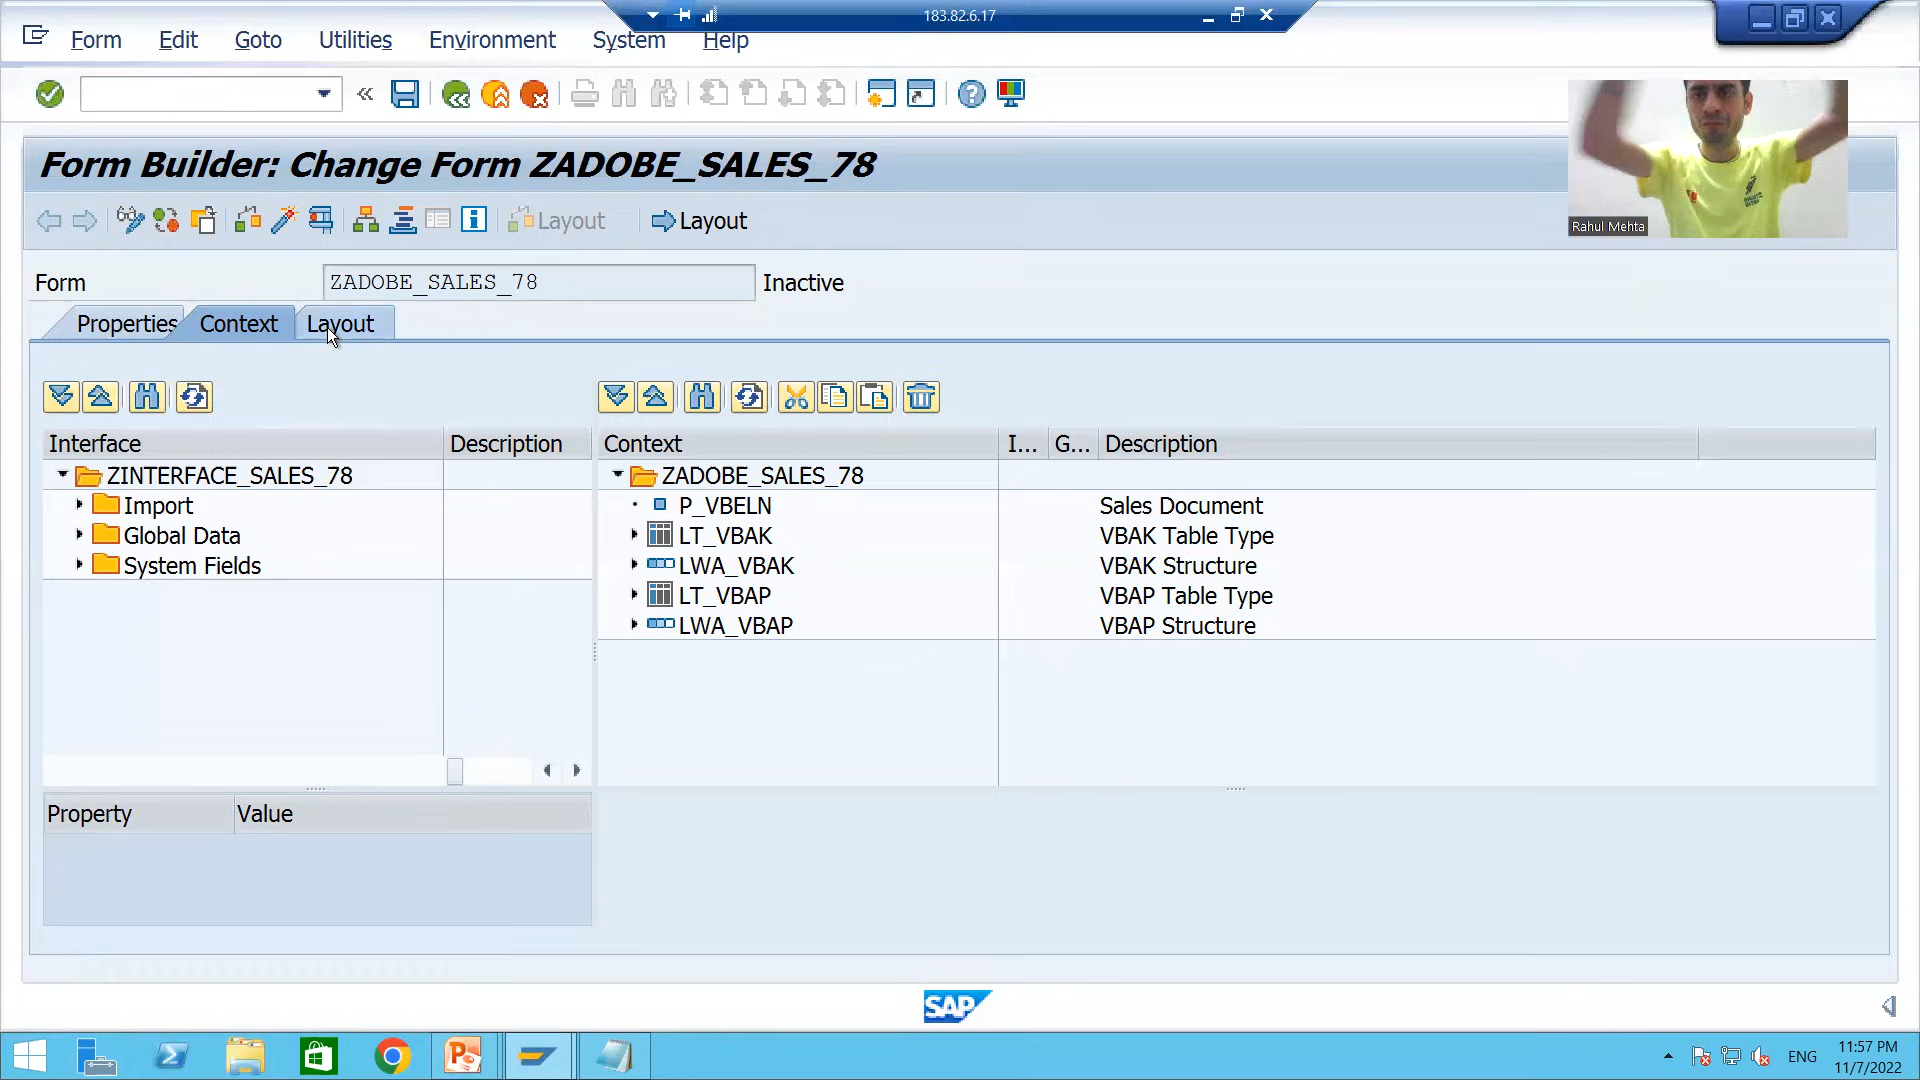 183.82.6.17
Form Edit Goto Utilities Environment System Help
Form Builder: Change Form ZADOBE_SALES_78
Layout Layout
Rahul Mehta
Form ZADOBE_SALES_78 Inactive
Properties Context Layout
Interface Description Context I... G... Description
ZINTERFACE_SALES_78 ZADOBE_SALES_78
Import P_VBELN Sales Document
Global Data LT_VBAK VBAK Table Type
System Fields LWA_VBAK VBAK Structure
LT_VBAP VBAP Table Type
LWA_VBAP VBAP Structure
Property Value
SAP
ENG 11:57 PM
11/7/2022